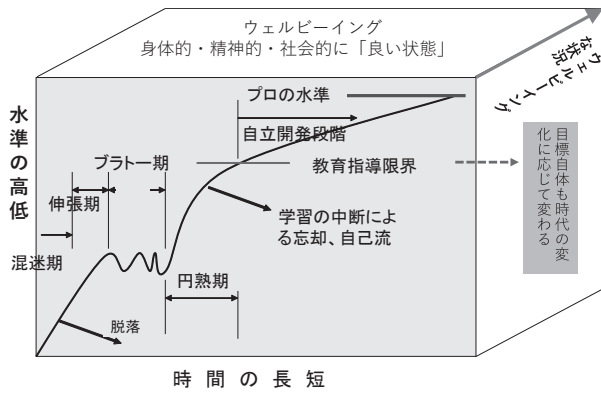 ウェルビーイング
身体的・精神的・社会的に「良い状態」
ウェルビーイング
な状況
水準の高低
プロの水準
自立開発段階
プラトー期
教育指導限界
伸張期
学習の中断によ
る忘却、自己流
混迷期
円熟期
脱落
目標自体も時代の変
化に応じて変わる
時間の長短